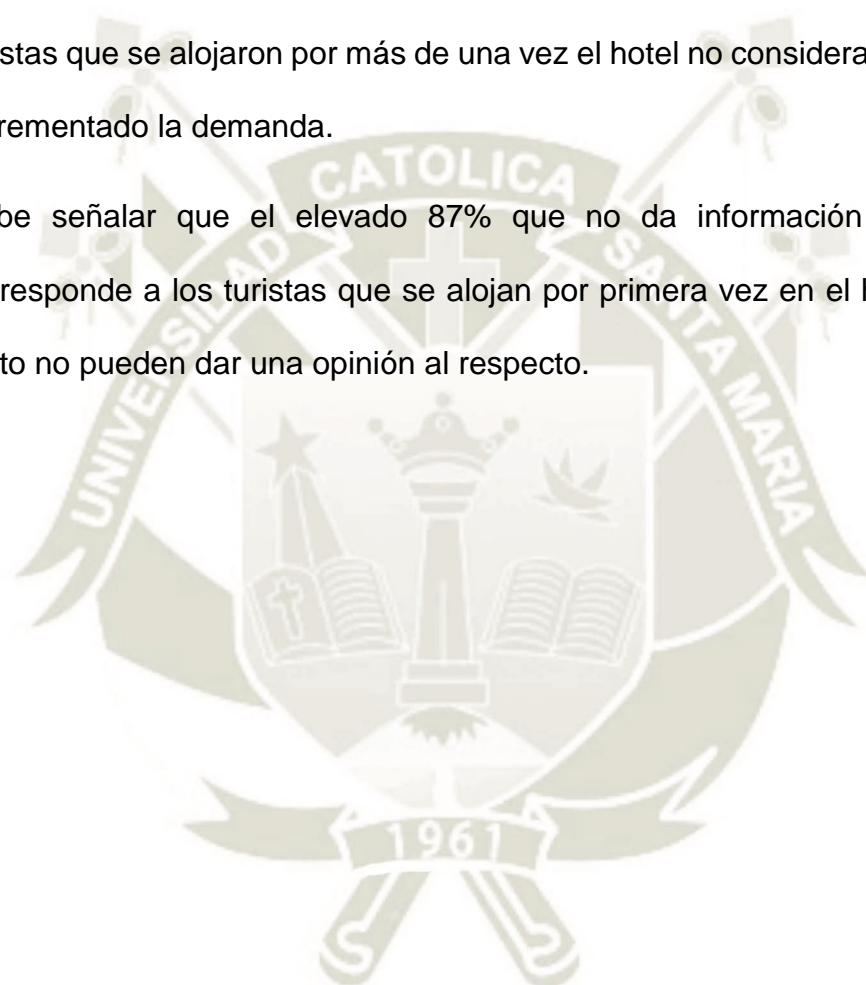 istas que se alojaron por más de una vez el hotel no considera
rementado la demanda.
be señalar que el elevado 87% que no da información
responde a los turistas que se alojan por primera vez en el h
to no pueden dar una opinión al respecto.
UNIVERSIDAD CATOLICA SANTA MARIA
1961